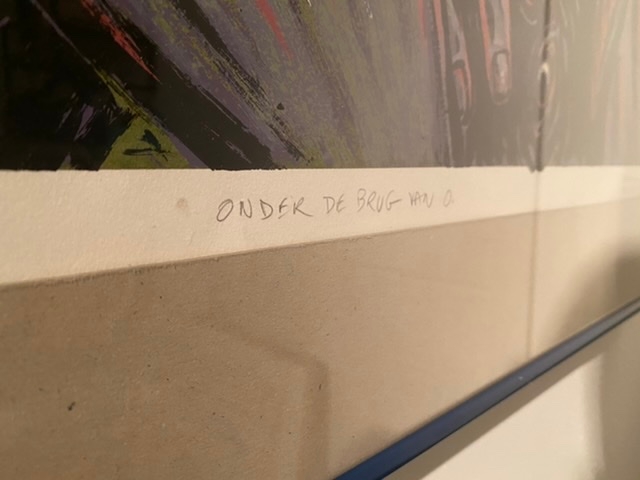 ONDER DE BRUG VAN O.